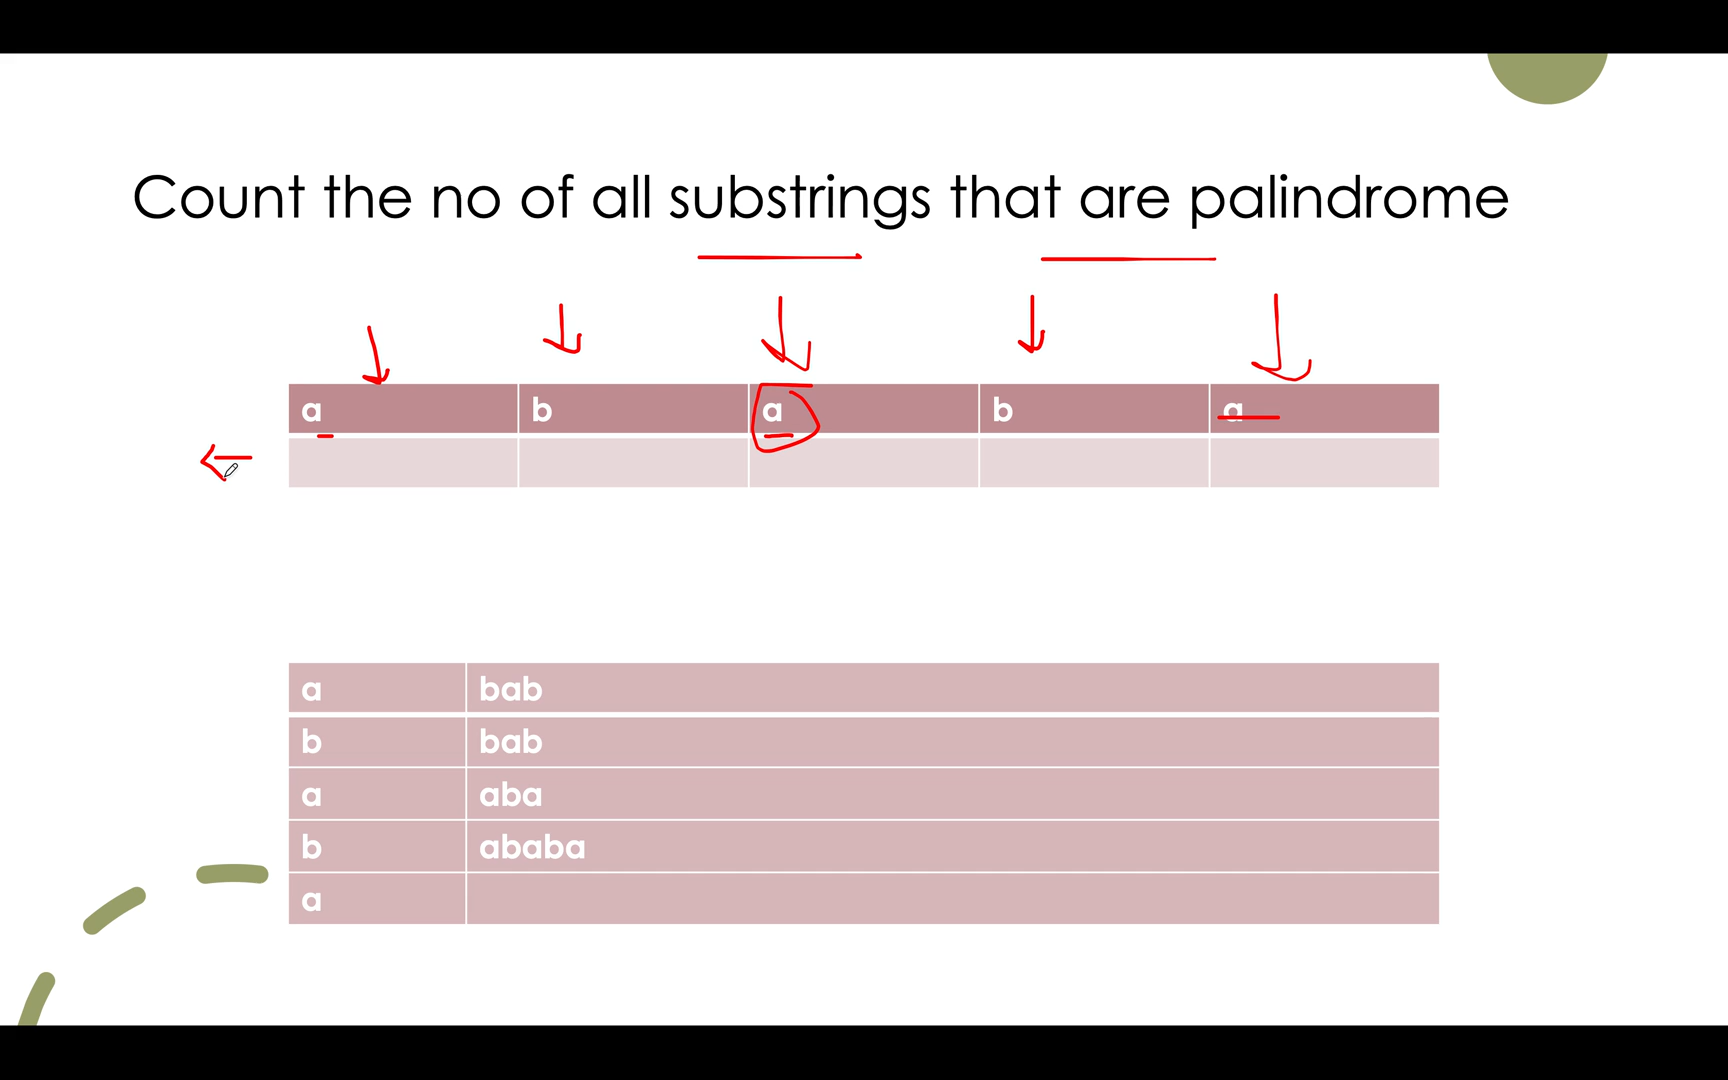 Count the no of all substrings that are palindrome
a b a b a
a bab
b bab
a aba
b ababa
a